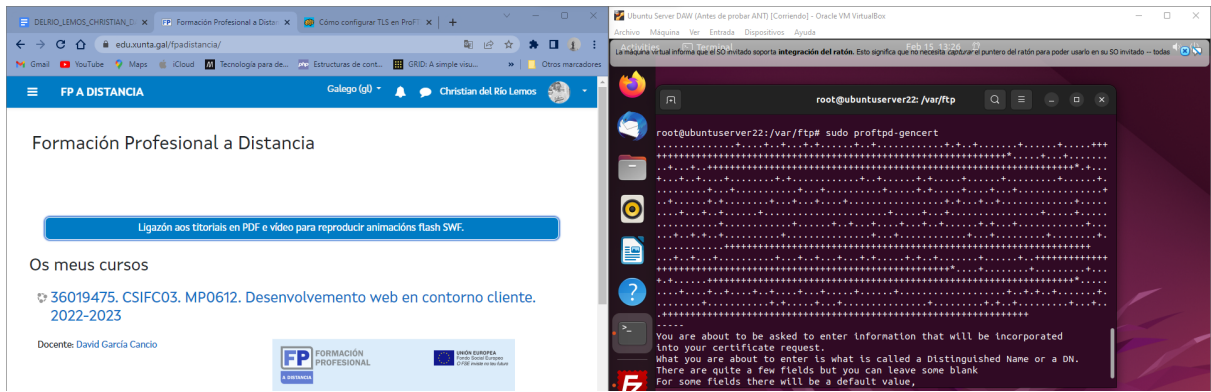 DELRIO_LEMOS_CHRISTIAN_D
Formación Profesional a Distan
Cómo configurar TLS en ProFT
edu.xunta.gal/fpadistancia/
Gmail YouTube Maps iCloud Tecnología para de... Estructuras de cont... GRID: A simple visu... » Otros marcadores
FP A DISTANCIA Galego (gl) Christian del Río Lemos
Formación Profesional a Distancia
Ligazón aos titoriais en PDF e vídeo para reproducir animacións flash SWF.
Os meus cursos
36019475. CSIFC03. MP0612. Desenvolvemento web en contorno cliente.
2022-2023
Docente: David García Cancio
FP FORMACIÓN
PROFESIONAL
A DISTANCIA
UNIÓN EUROPEA
Fondo Social Europeo
Ubuntu Server DAW (Antes de probar ANT) [Corriendo] - Oracle VM VirtualBox
Archivo Máquina Ver Entrada Dispositivos Ayuda
La máquina virtual informa que el SO invitado soporta integración del ratón. Esto significa que no necesita capturar el puntero del ratón para poder usarlo en su SO invitado -- todas
root@ubuntuserver22: /var/ftp
root@ubuntuserver22:/var/ftp# sudo proftpd-gencert
-----
You are about to be asked to enter information that will be incorporated
into your certificate request.
What you are about to enter is what is called a Distinguished Name or a DN.
There are quite a few fields but you can leave some blank
For some fields there will be a default value,